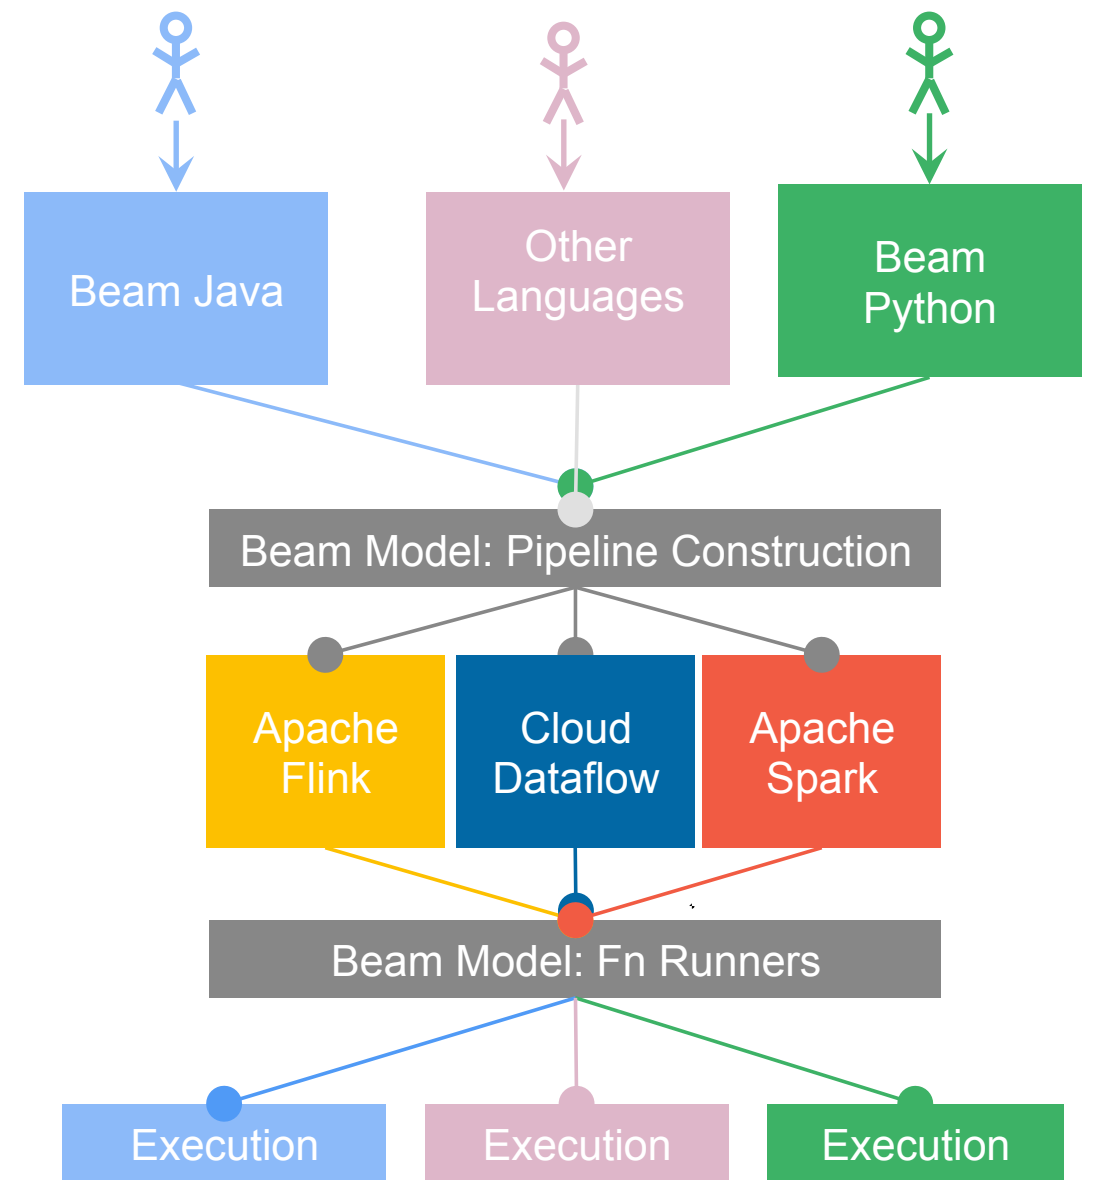 Beam Java
Other
Languages
Beam
Python
Beam Model: Pipeline Construction
Apache
Flink
Cloud
Dataflow
Apache
Spark
Beam Model: Fn Runners
Execution
Execution
Execution